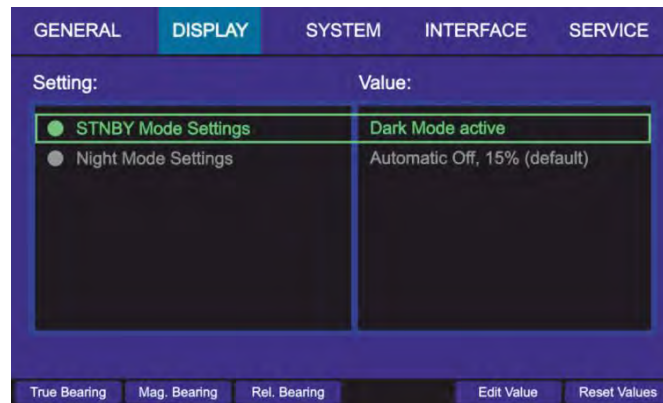 GENERAL DISPLAY SYSTEM INTERFACE SERVICE
Setting: Value:
STNBY Mode Settings Dark Mode active
Night Mode Settings Automatic Off, 15% (default)
True Bearing Mag. Bearing Rel. Bearing Edit Value Reset Values